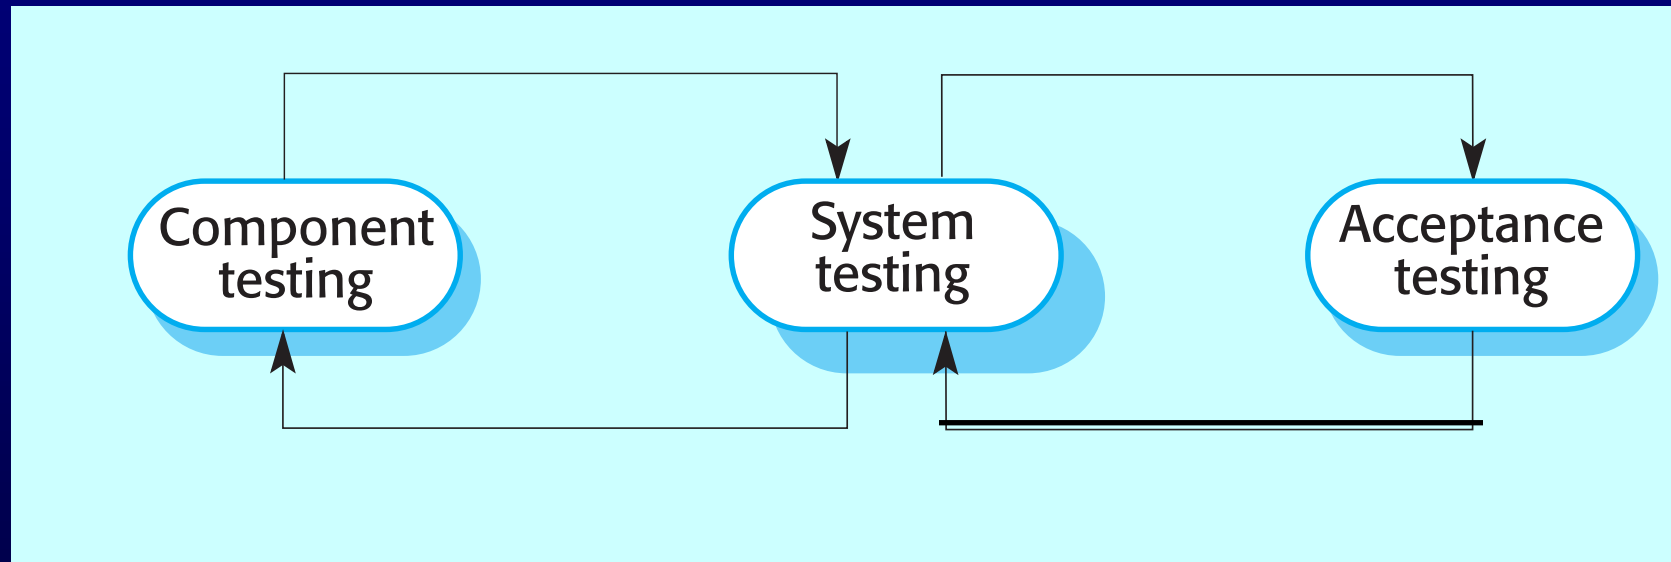 Component
testing
System
testing
Acceptance
testing